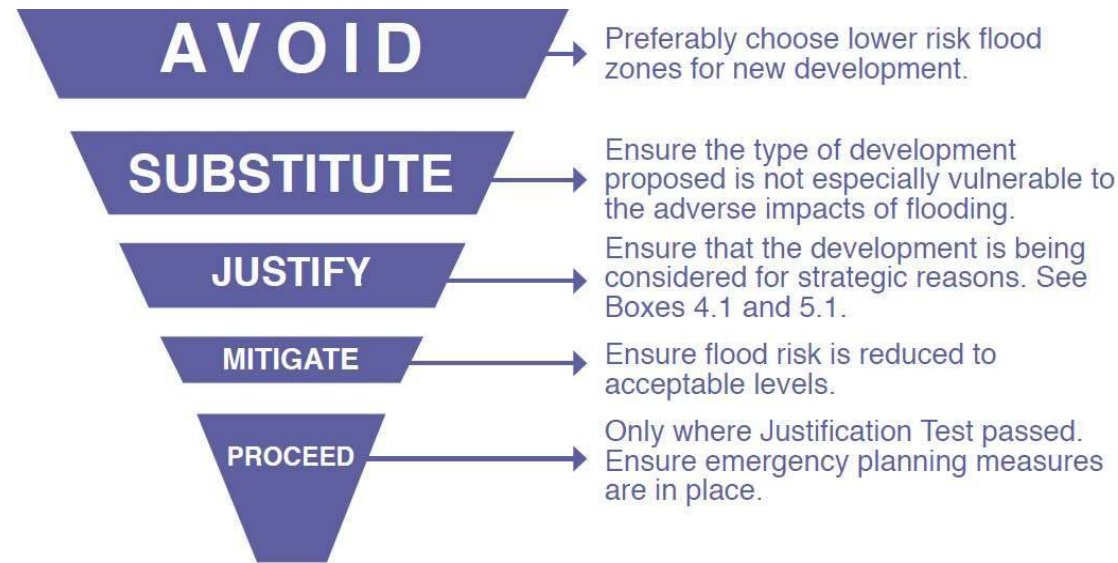 AVOID
Preferably choose lower risk flood
zones for new development.
SUBSTITUTE
Ensure the type of development
proposed is not especially vulnerable to
the adverse impacts of flooding.
JUSTIFY
Ensure that the development is being
considered for strategic reasons. See
Boxes 4.1 and 5.1.
MITIGATE
Ensure flood risk is reduced to
acceptable levels.
PROCEED
Only where Justification Test passed.
Ensure emergency planning measures
are in place.